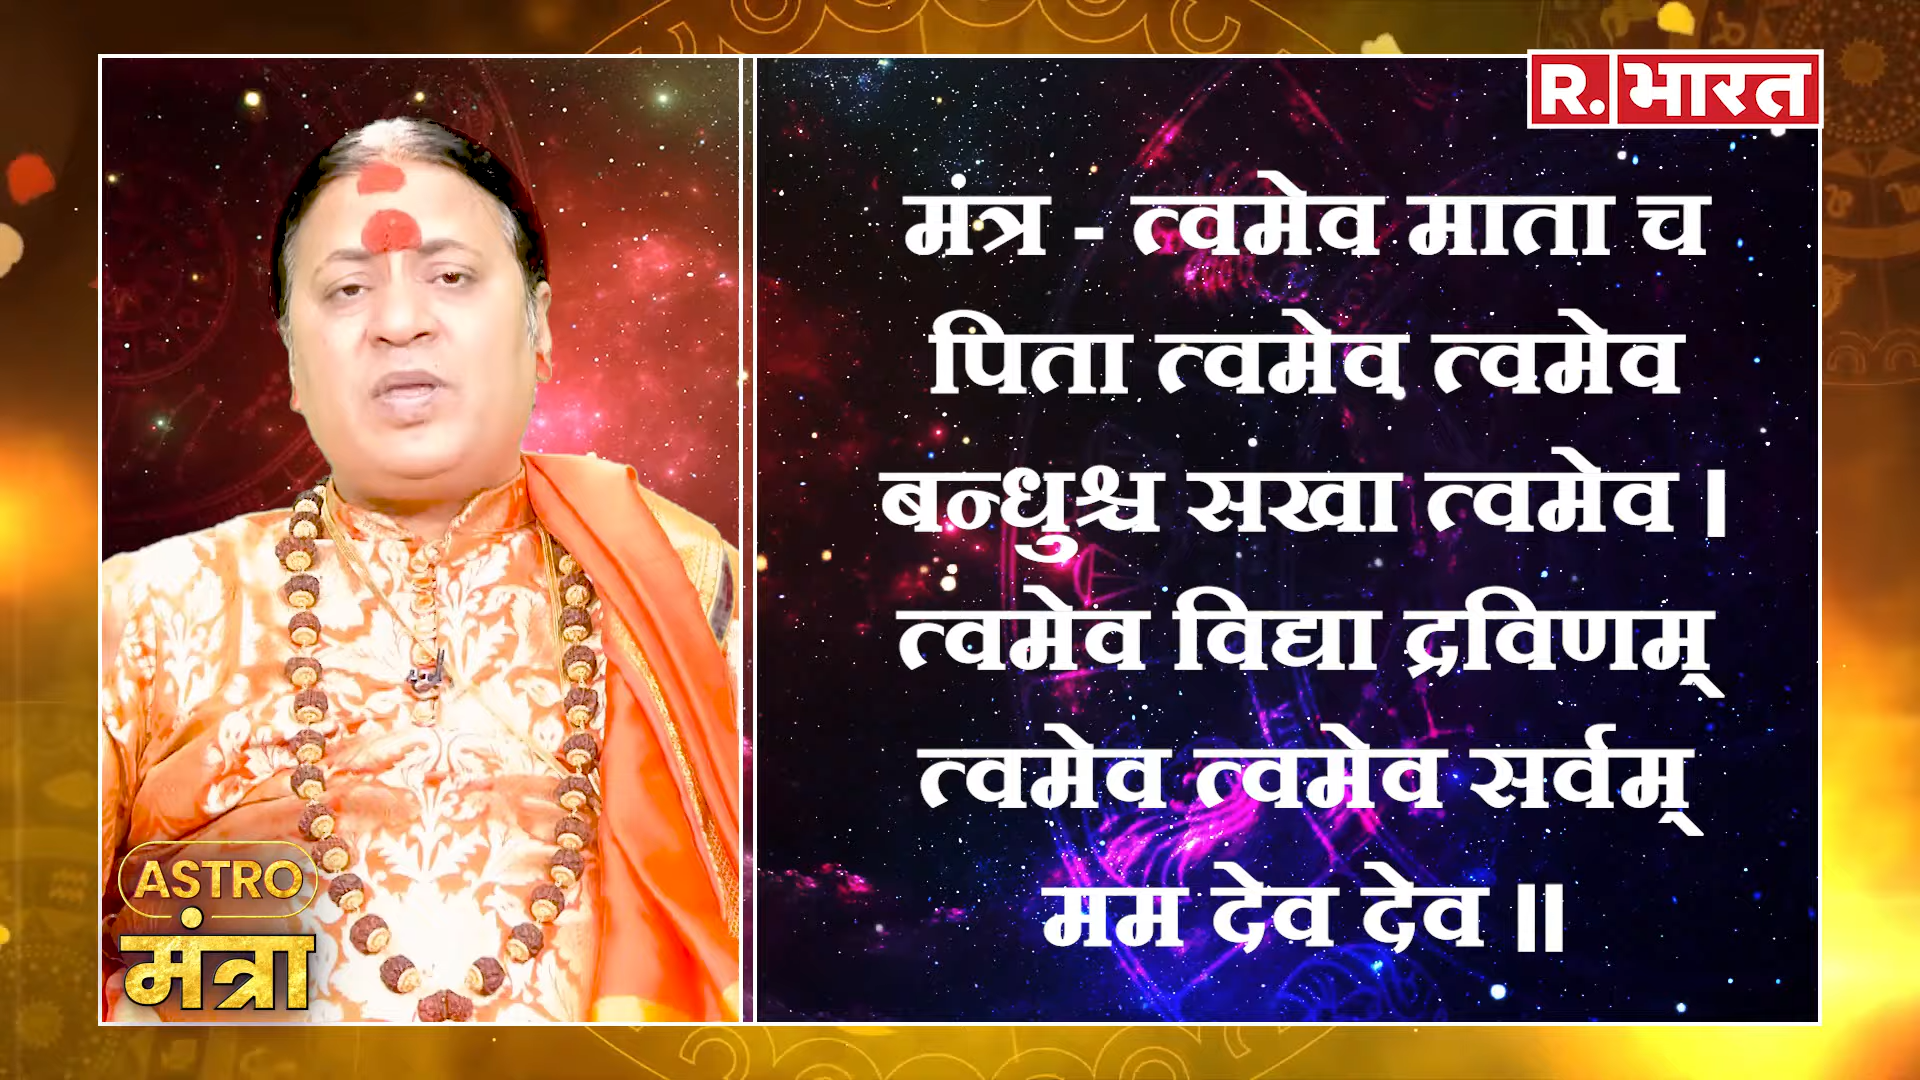 R. भारत
मंत्र - त्वमेव माता च
पिता त्वमेव त्वमेव
बन्धुश्च सखा त्वमेव ।
त्वमेव विद्या द्रविणम्
त्वमेव त्वमेव सर्वम्
मम देव देव ॥
ASTRO
मंत्रा